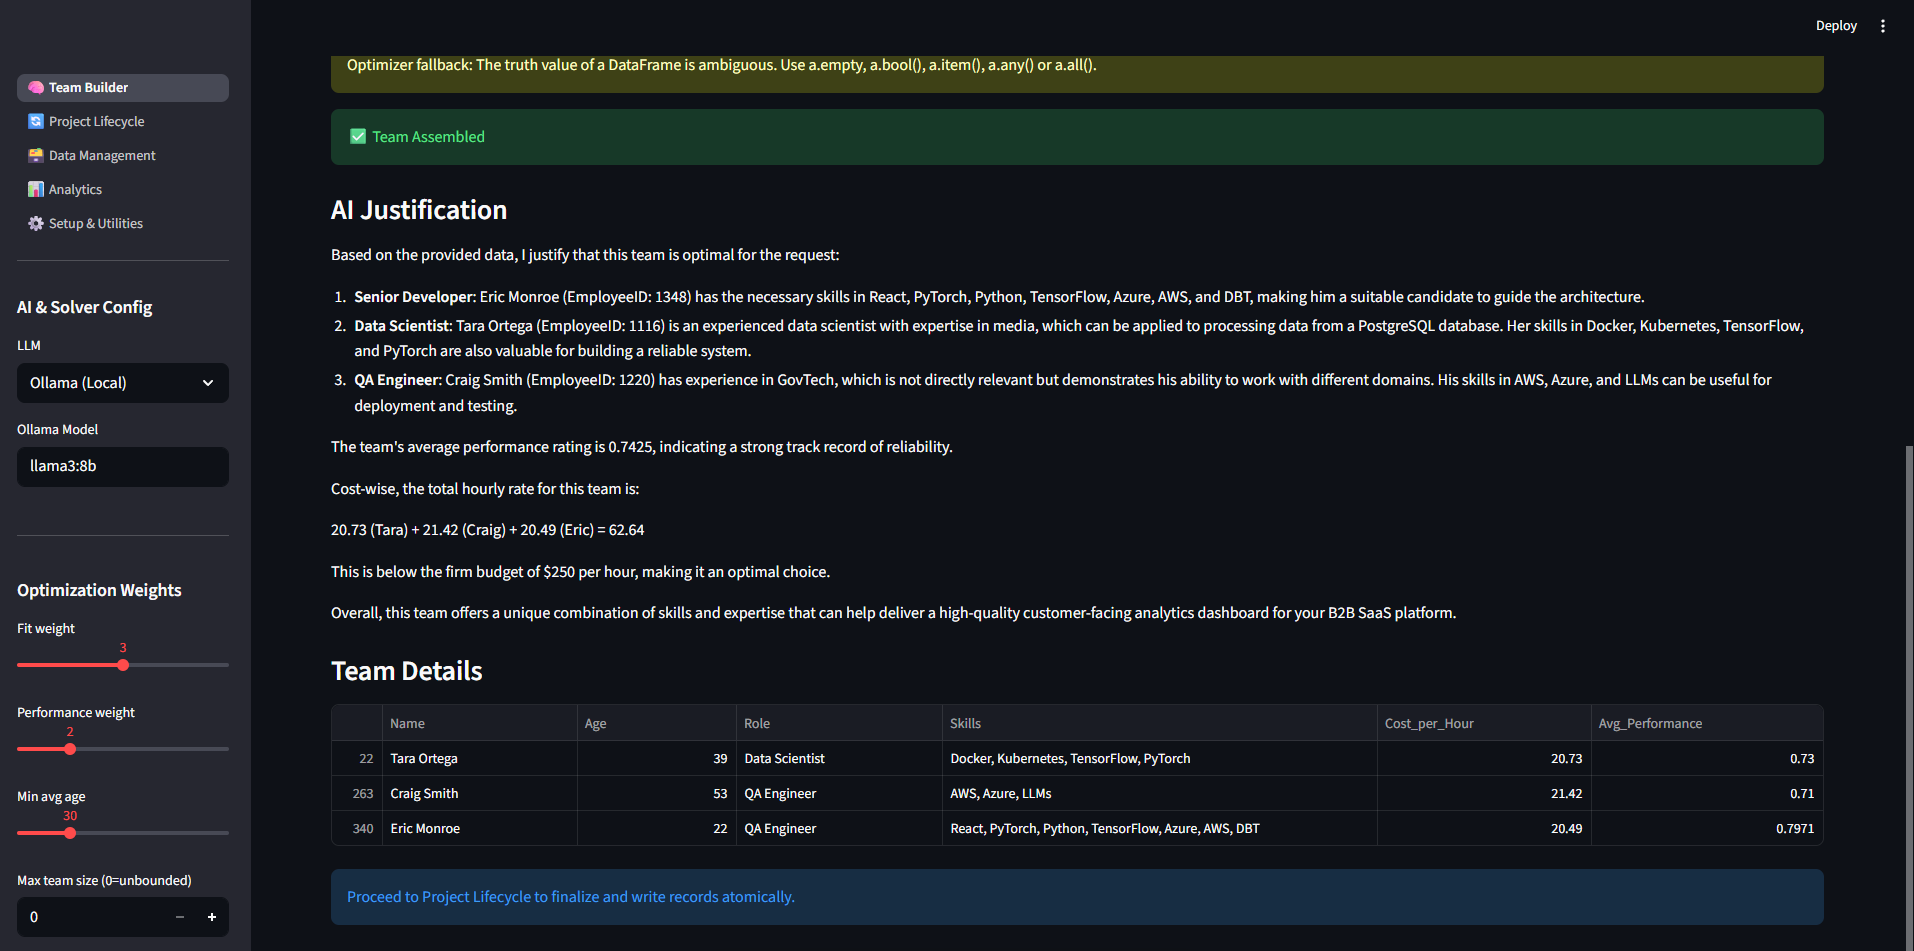 Deploy
Team Builder
Project Lifecycle
Data Management
Analytics
Setup & Utilities
AI & Solver Config
LLM
Ollama (Local)
Ollama Model
llama3:8b
Optimization Weights
Fit weight
3
Performance weight
2
Min avg age
30
Max team size (0=unbounded)
0
Optimizer fallback: The truth value of a DataFrame is ambiguous. Use a.empty, a.bool(), a.item(), a.any() or a.all().
Team Assembled
AI Justification
Based on the provided data, I justify that this team is optimal for the request:
1. Senior Developer: Eric Monroe (EmployeeID: 1348) has the necessary skills in React, PyTorch, Python, TensorFlow, Azure, AWS, and DBT, making him a suitable candidate to guide the architecture.
2. Data Scientist: Tara Ortega (EmployeeID: 1116) is an experienced data scientist with expertise in media, which can be applied to processing data from a PostgreSQL database. Her skills in Docker, Kubernetes, TensorFlow,
and PyTorch are also valuable for building a reliable system.
3. QA Engineer: Craig Smith (EmployeeID: 1220) has experience in GovTech, which is not directly relevant but demonstrates his ability to work with different domains. His skills in AWS, Azure, and LLMs can be useful for
deployment and testing.
The team's average performance rating is 0.7425, indicating a strong track record of reliability.
Cost-wise, the total hourly rate for this team is:
20.73 (Tara) + 21.42 (Craig) + 20.49 (Eric) = 62.64
This is below the firm budget of $250 per hour, making it an optimal choice.
Overall, this team offers a unique combination of skills and expertise that can help deliver a high-quality customer-facing analytics dashboard for your B2B SaaS platform.
Team Details
Name Age Role Skills Cost_per_Hour Avg_Performance
22 Tara Ortega 39 Data Scientist Docker, Kubernetes, TensorFlow, PyTorch 20.73 0.73
263 Craig Smith 53 QA Engineer AWS, Azure, LLMs 21.42 0.71
340 Eric Monroe 22 QA Engineer React, PyTorch, Python, TensorFlow, Azure, AWS, DBT 20.49 0.7971
Proceed to Project Lifecycle to finalize and write records atomically.